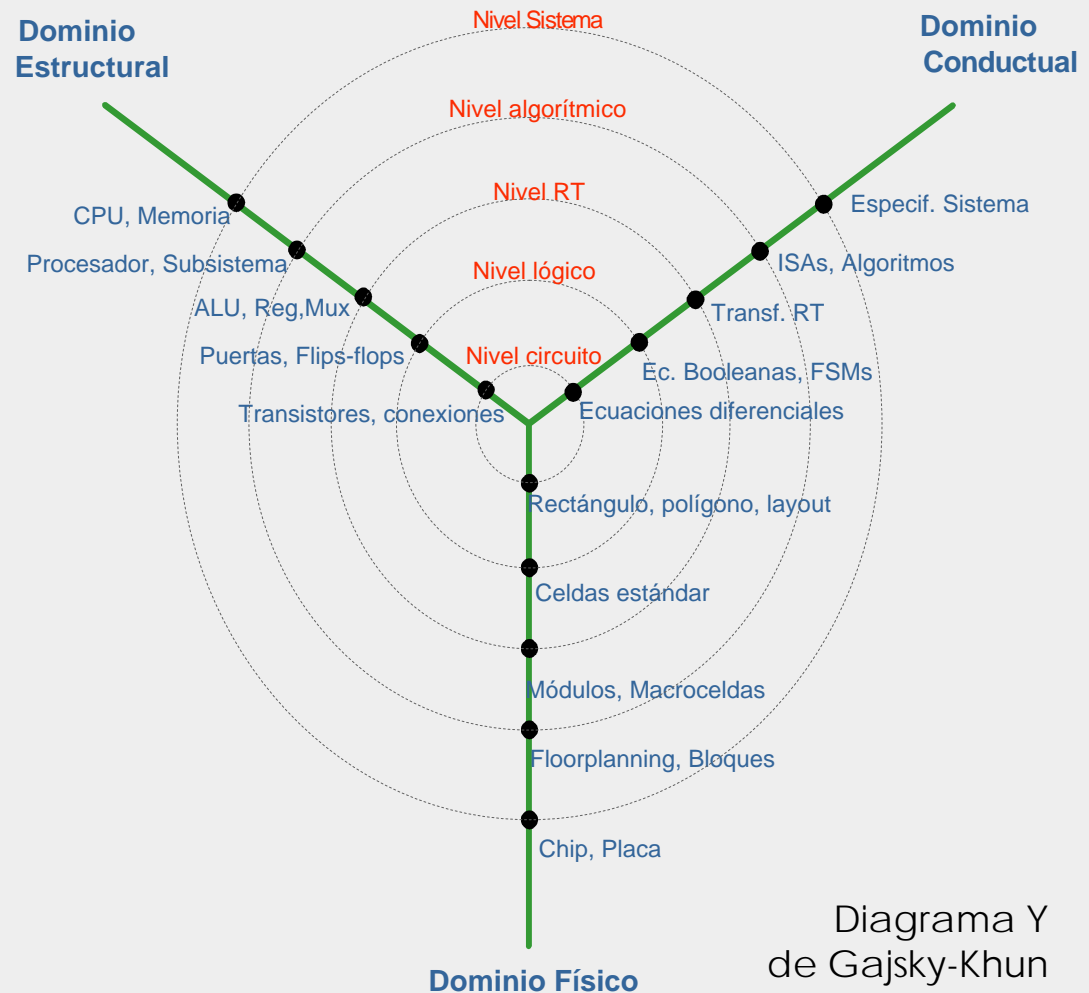 Nivel Sistema
Dominio
Estructural
Dominio
Conductual
Nivel algorítmico
Nivel RT
CPU, Memoria
Especif. Sistema
Procesador, Subsistema
ISAs, Algoritmos
Nivel lógico
ALU, Reg,Mux
Transf. RT
Puertas, Flips-flops
Nivel circuito
Ec. Booleanas, FSMs
Transistores, conexiones
Ecuaciones diferenciales
Rectángulo, polígono, layout
Celdas estándar
Módulos, Macroceldas
Floorplanning, Bloques
Chip, Placa
Dominio Físico
Diagrama Y
de Gajsky-Khun